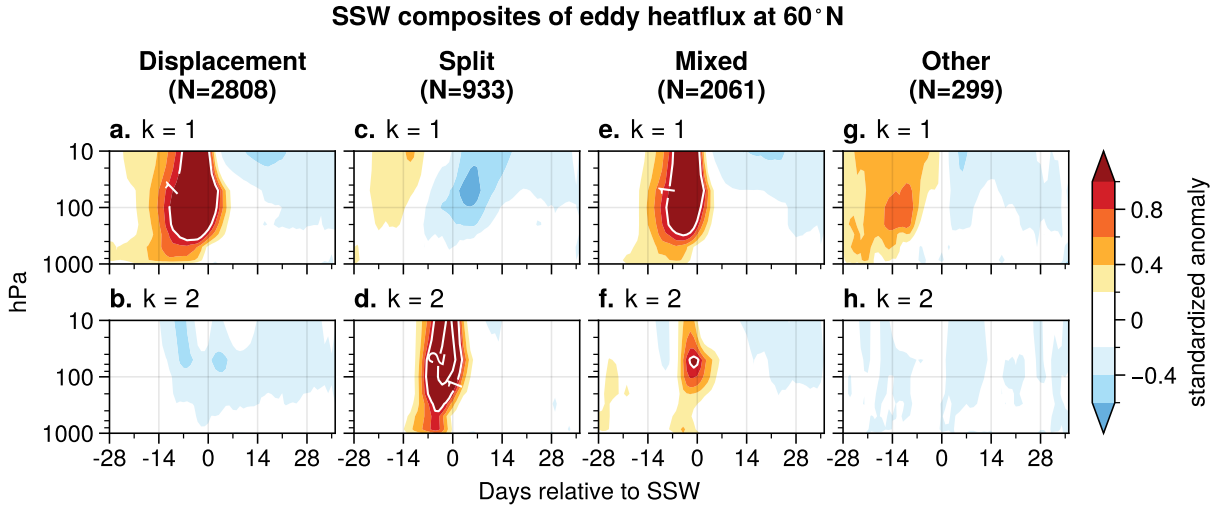 SSW composites of eddy heatflux at 60°N
Displacement Split Mixed Other
(N=2808) (N=933) (N=2061) (N=299)
a. k = 1 c. k = 1 e. k = 1 g. k = 1
10
100
1000
1 1
b. k = 2 d. k = 2 f. k = 2 h. k = 2
10
100
1000
2 1
-28 -14 0 14 28 -28 -14 0 14 28 -28 -14 0 14 28 -28 -14 0 14 28
Days relative to SSW
hPa
0.8
0.4
0
−0.4
standardized anomaly